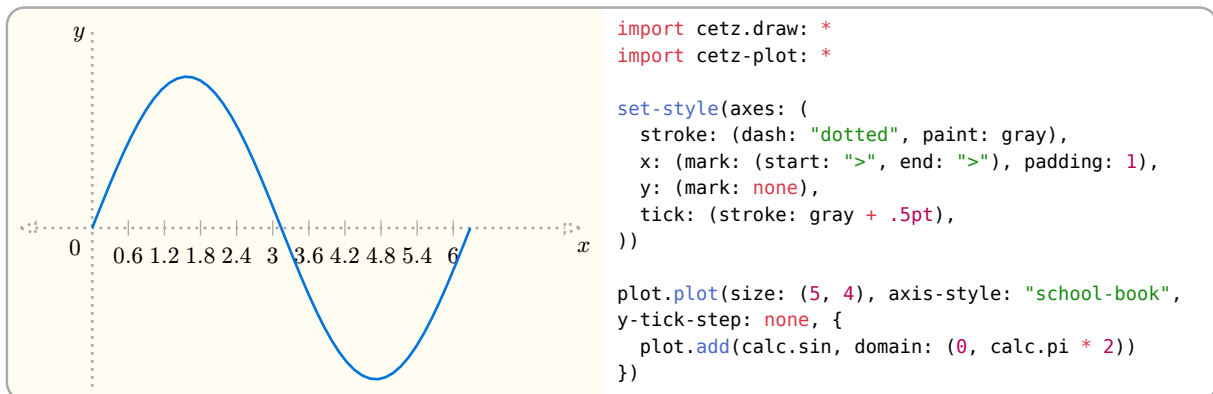 y
0
0.6 1.2 1.8 2.4 3 3.6 4.2 4.8 5.4 6
x
import cetz.draw: *
import cetz-plot: *
set-style(axes: (
  stroke: (dash: "dotted", paint: gray),
  x: (mark: (start: ">", end: ">"), padding: 1),
  y: (mark: none),
  tick: (stroke: gray + .5pt),
))
plot.plot(size: (5, 4), axis-style: "school-book",
y-tick-step: none, {
  plot.add(calc.sin, domain: (0, calc.pi * 2))
})